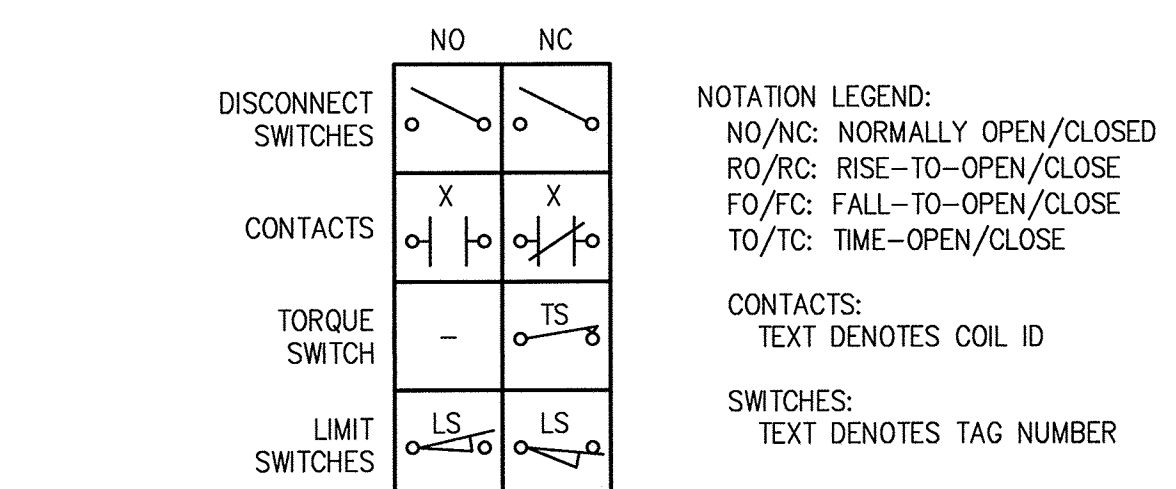 NO NC
DISCONNECT
SWITCHES
X X
CONTACTS
TORQUE
SWITCH
- TS
LIMIT
SWITCHES
LS LS
NOTATION LEGEND:
NO/NC: NORMALLY OPEN/CLOSED
RO/RC: RISE-TO-OPEN/CLOSE
FO/FC: FALL-TO-OPEN/CLOSE
TO/TC: TIME-OPEN/CLOSE
CONTACTS:
TEXT DENOTES COIL ID
SWITCHES:
TEXT DENOTES TAG NUMBER